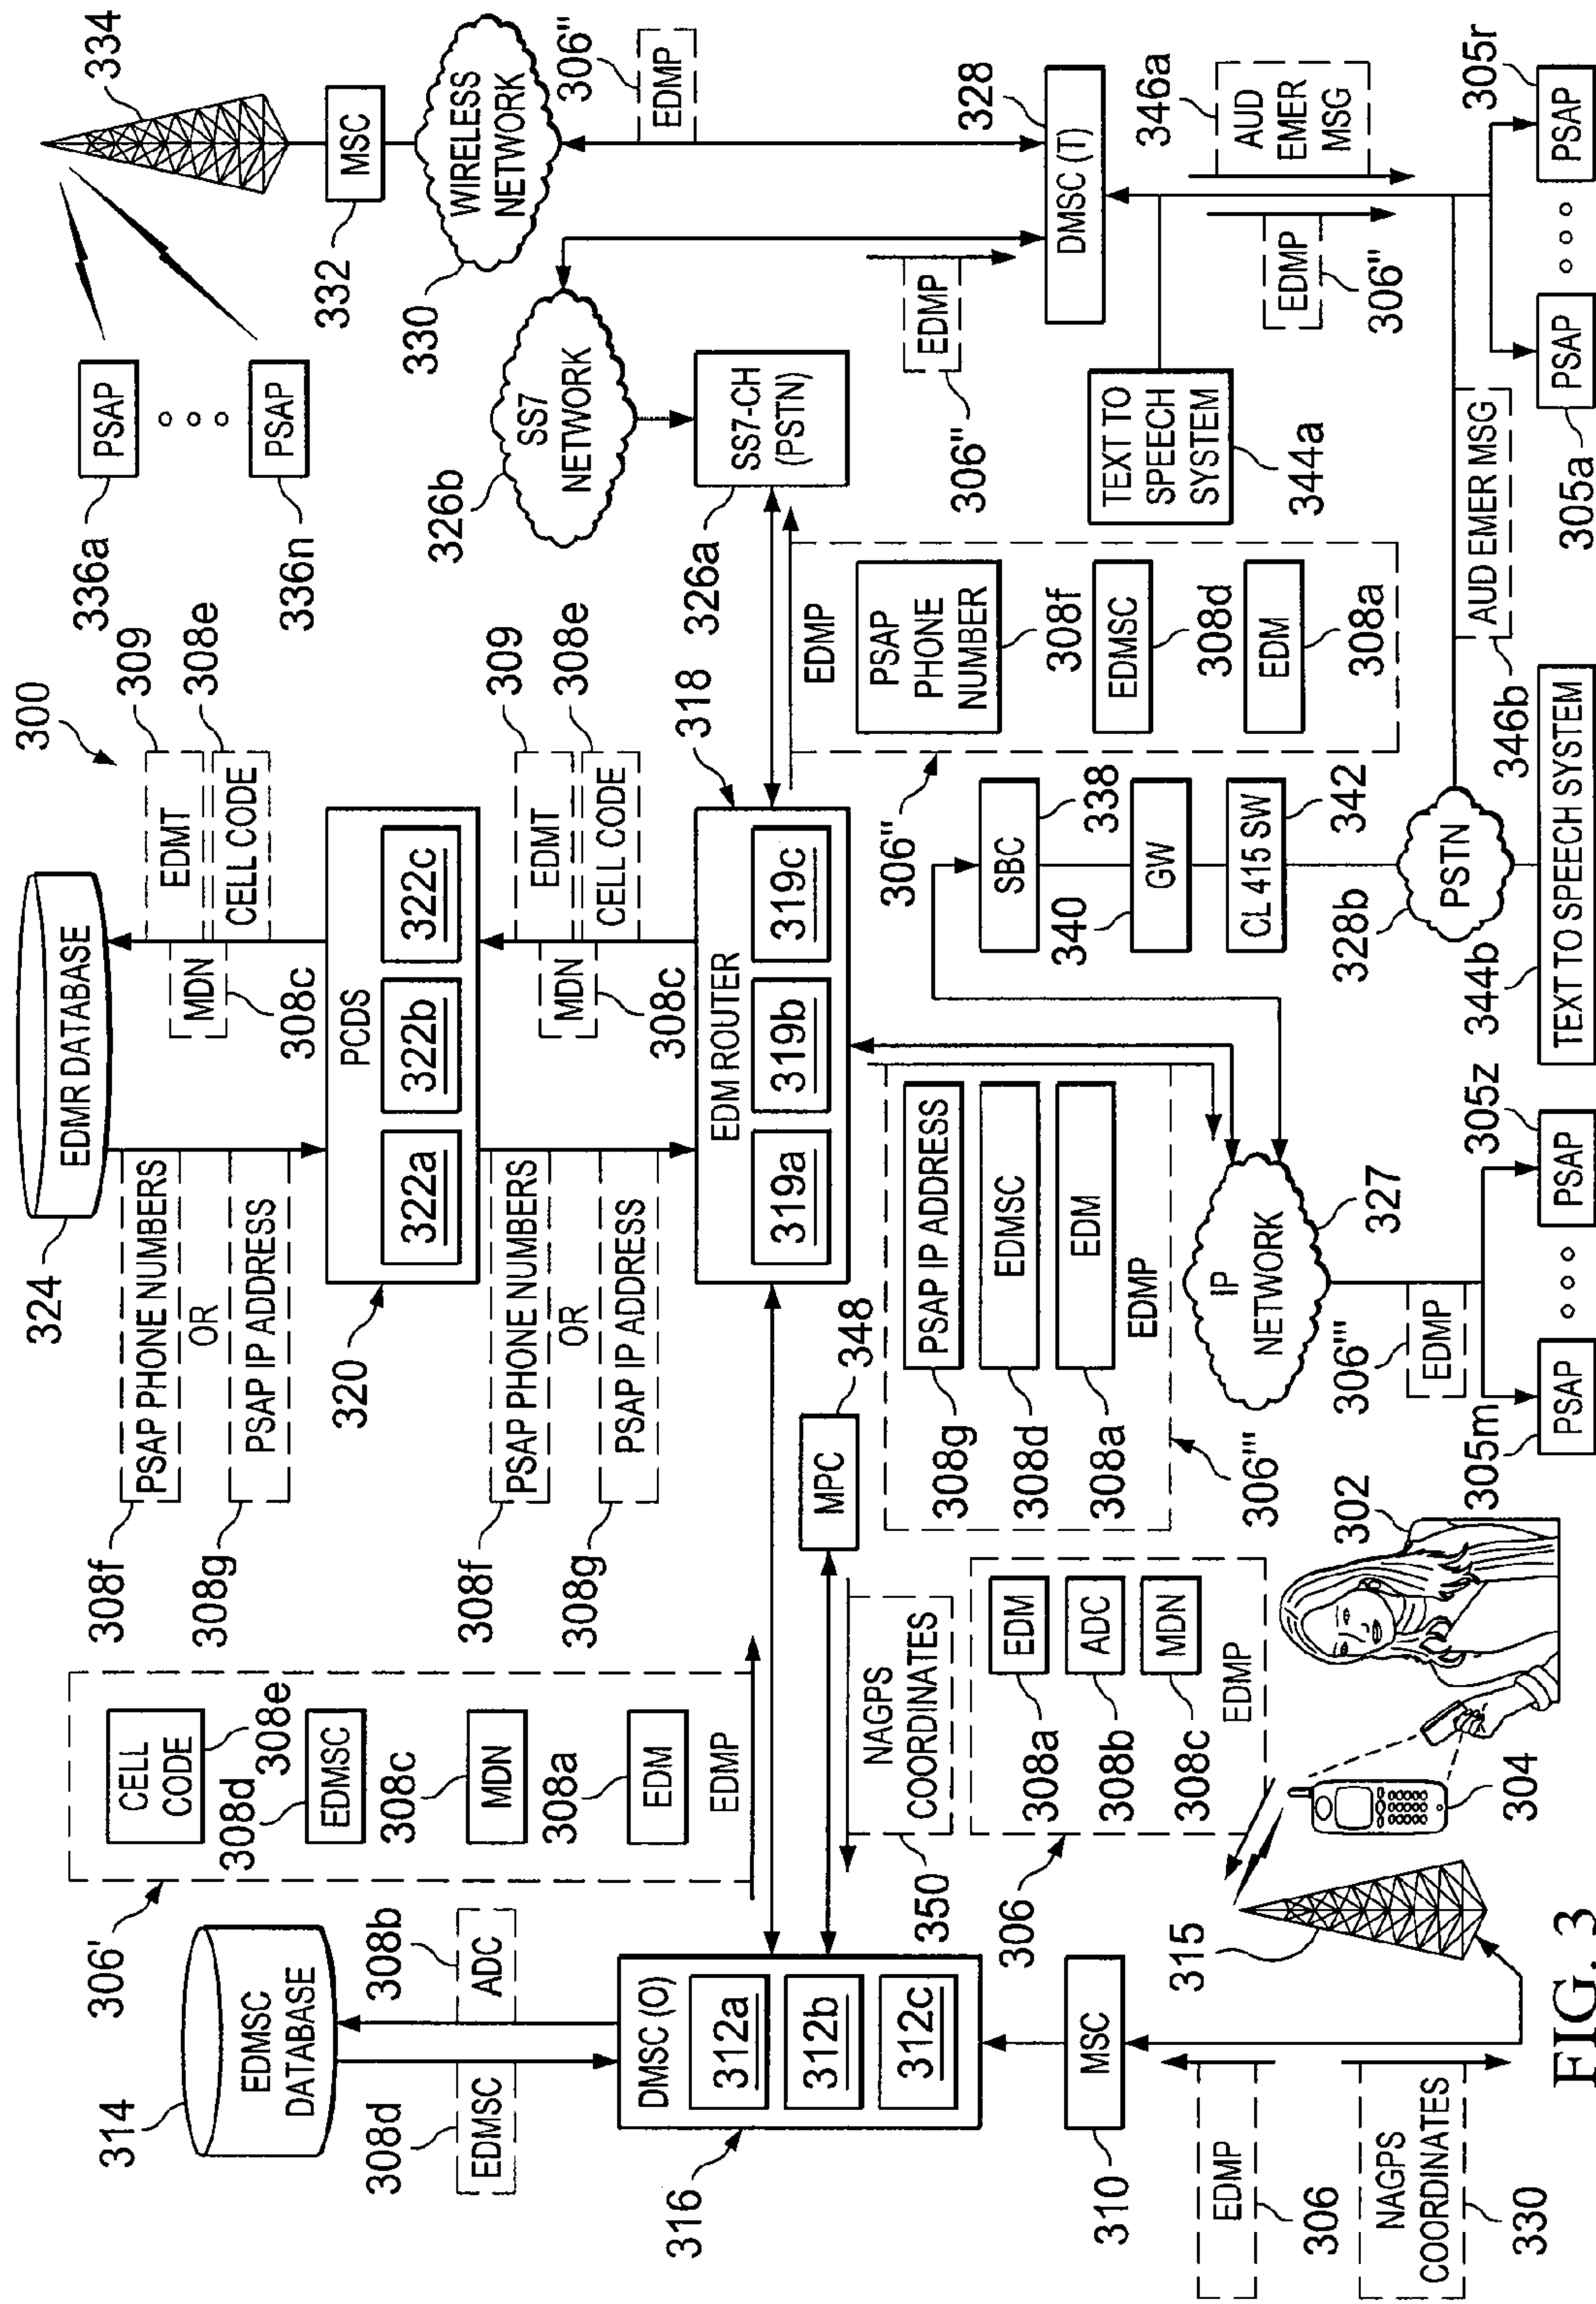 300
324
EDMR DATABASE
308f
PSAP PHONE NUMBERS
OR
308g
PSAP IP ADDRESS
MDN
308c
EDMT
309
CELL CODE
308e
320
PCDS
322a
322b
322c
308f
PSAP PHONE NUMBERS
OR
308g
PSAP IP ADDRESS
MDN
308c
EDMT
309
CELL CODE
308e
318
EDM ROUTER
319a
319b
319c
336a
PSAP
336n
PSAP
334
332
MSC
330
WIRELESS
NETWORK
306"
EDMP
326b
SS7
NETWORK
326a
SS7-CH
(PSTN)
306"
EDMP
328
DMSC (T)
306'
CELL
CODE
308e
308d
EDMSC
308c
MDN
308a
EDM
EDMP
314
EDMSC
DATABASE
308d
EDMSC
308b
ADC
316
DMSC (O)
312a
312b
312c
348
MPC
350
NAGPS
COORDINATES
310
MSC
306
EDMP
330
NAGPS
COORDINATES
306
308a
EDM
308b
ADC
308c
MDN
EDMP
315
304
302
306'''
308g
PSAP IP ADDRESS
308d
EDMSC
308a
EDM
EDMP
IP
NETWORK
327
306'''
EDMP
305m
PSAP
305z
PSAP
306"
EDMP
PSAP
PHONE
NUMBER
308f
EDMSC
308d
EDM
308a
SBC
338
340
GW
CL 415 SW
342
328b
PSTN
344b
TEXT TO SPEECH SYSTEM
346b
AUD EMER MSG
TEXT TO
SPEECH
SYSTEM
344a
EDMP
306"
346a
AUD
EMER
MSG
305a
PSAP
305r
PSAP
FIG. 3